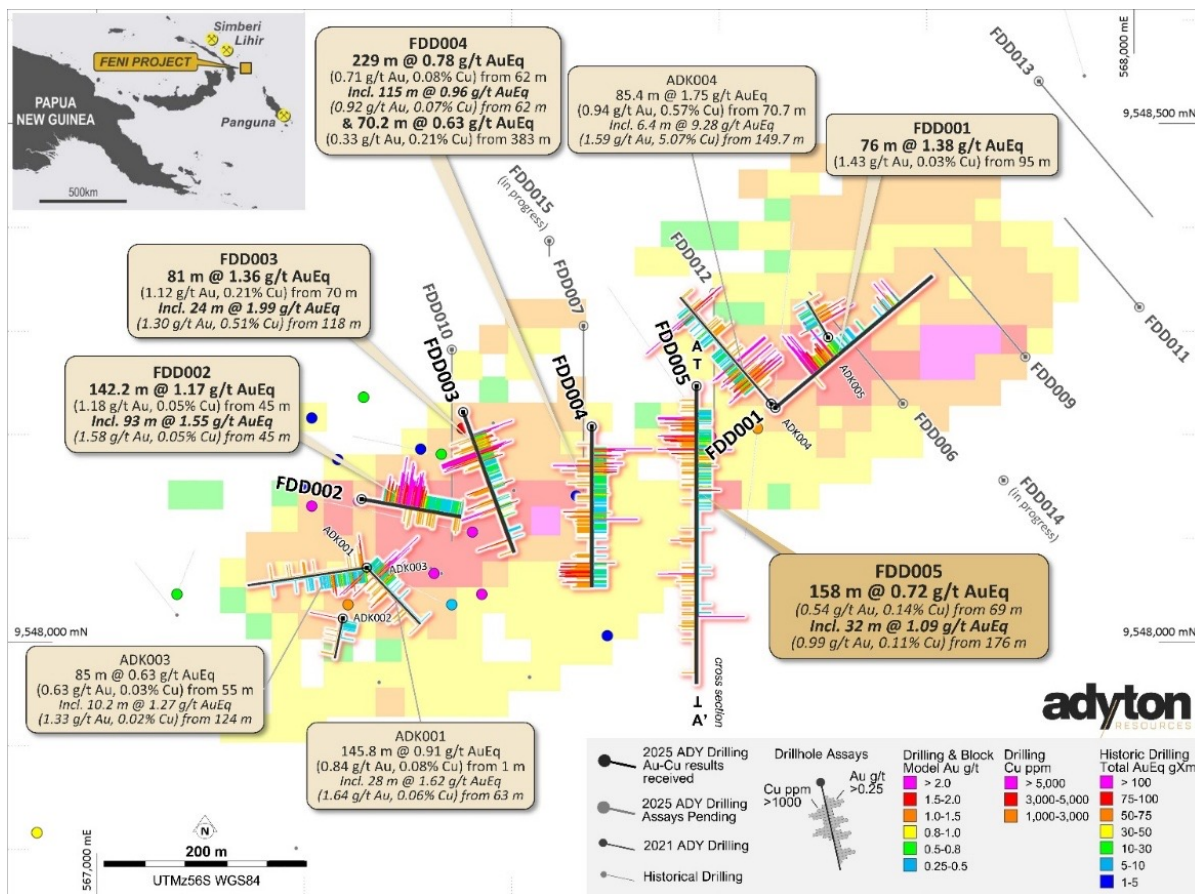 Simberi
Lihir
FENI PROJECT
PAPUA
NEW GUINEA
Panguna
500km
FDD004
229 m @ 0.78 g/t AuEq
(0.71 g/t Au, 0.08% Cu) from 62 m
Incl. 115 m @ 0.96 g/t AuEq
(0.92 g/t Au, 0.07% Cu) from 62 m
& 70.2 m @ 0.63 g/t AuEq
(0.33 g/t Au, 0.21% Cu) from 383 m
ADK004
85.4 m @ 1.75 g/t AuEq
(0.94 g/t Au, 0.57% Cu) from 70.7 m
Incl. 6.4 m @ 9.28 g/t AuEq
(1.59 g/t Au, 5.07% Cu) from 149.7 m
FDD001
76 m @ 1.38 g/t AuEq
(1.43 g/t Au, 0.03% Cu) from 95 m
568,000 mE
FDD013
9,548,500 mN
FDD015
(in progress)
FDD007
FDD012
FDD003
81 m @ 1.36 g/t AuEq
(1.12 g/t Au, 0.21% Cu) from 70 m
Incl. 24 m @ 1.99 g/t AuEq
(1.30 g/t Au, 0.51% Cu) from 118 m
FDD010
FDD003
FDD004
FDD005
A
T
FDD001
ADK004
ADK005
FDD006
FDD009
FDD011
FDD014
(in progress)
FDD002
142.2 m @ 1.17 g/t AuEq
(1.18 g/t Au, 0.05% Cu) from 45 m
Incl. 93 m @ 1.55 g/t AuEq
(1.58 g/t Au, 0.05% Cu) from 45 m
FDD002
ADK001
ADK003
ADK002
FDD005
158 m @ 0.72 g/t AuEq
(0.54 g/t Au, 0.14% Cu) from 69 m
Incl. 32 m @ 1.09 g/t AuEq
(0.99 g/t Au, 0.11% Cu) from 176 m
9,548,000 mN
9,548,000 mN
ADK003
85 m @ 0.63 g/t AuEq
(0.63 g/t Au, 0.03% Cu) from 55 m
Incl. 10.2 m @ 1.27 g/t AuEq
(1.33 g/t Au, 0.02% Cu) from 124 m
ADK001
145.8 m @ 0.91 g/t AuEq
(0.84 g/t Au, 0.08% Cu) from 1 m
incl. 28 m @ 1.62 g/t AuEq
(1.64 g/t Au, 0.06% Cu) from 63 m
T
A'
cross section
adyton
RESOURCES
567,000 mE
N
200 m
UTMz56S WGS84
2025 ADY Drilling
Au-Cu results
received
2025 ADY Drilling
Assays Pending
2021 ADY Drilling
Historical Drilling
Drillhole Assays
Cu ppm
>1000
Au g/t
>0.25
Drilling & Block
Model Au g/t
> 2.0
1.5-2.0
1.0-1.5
0.8-1.0
0.5-0.8
0.25-0.5
Drilling
Cu ppm
> 5,000
3,000-5,000
1,000-3,000
Historic Drilling
Total AuEq gXm
> 100
75-100
50-75
30-50
10-30
5-10
1-5